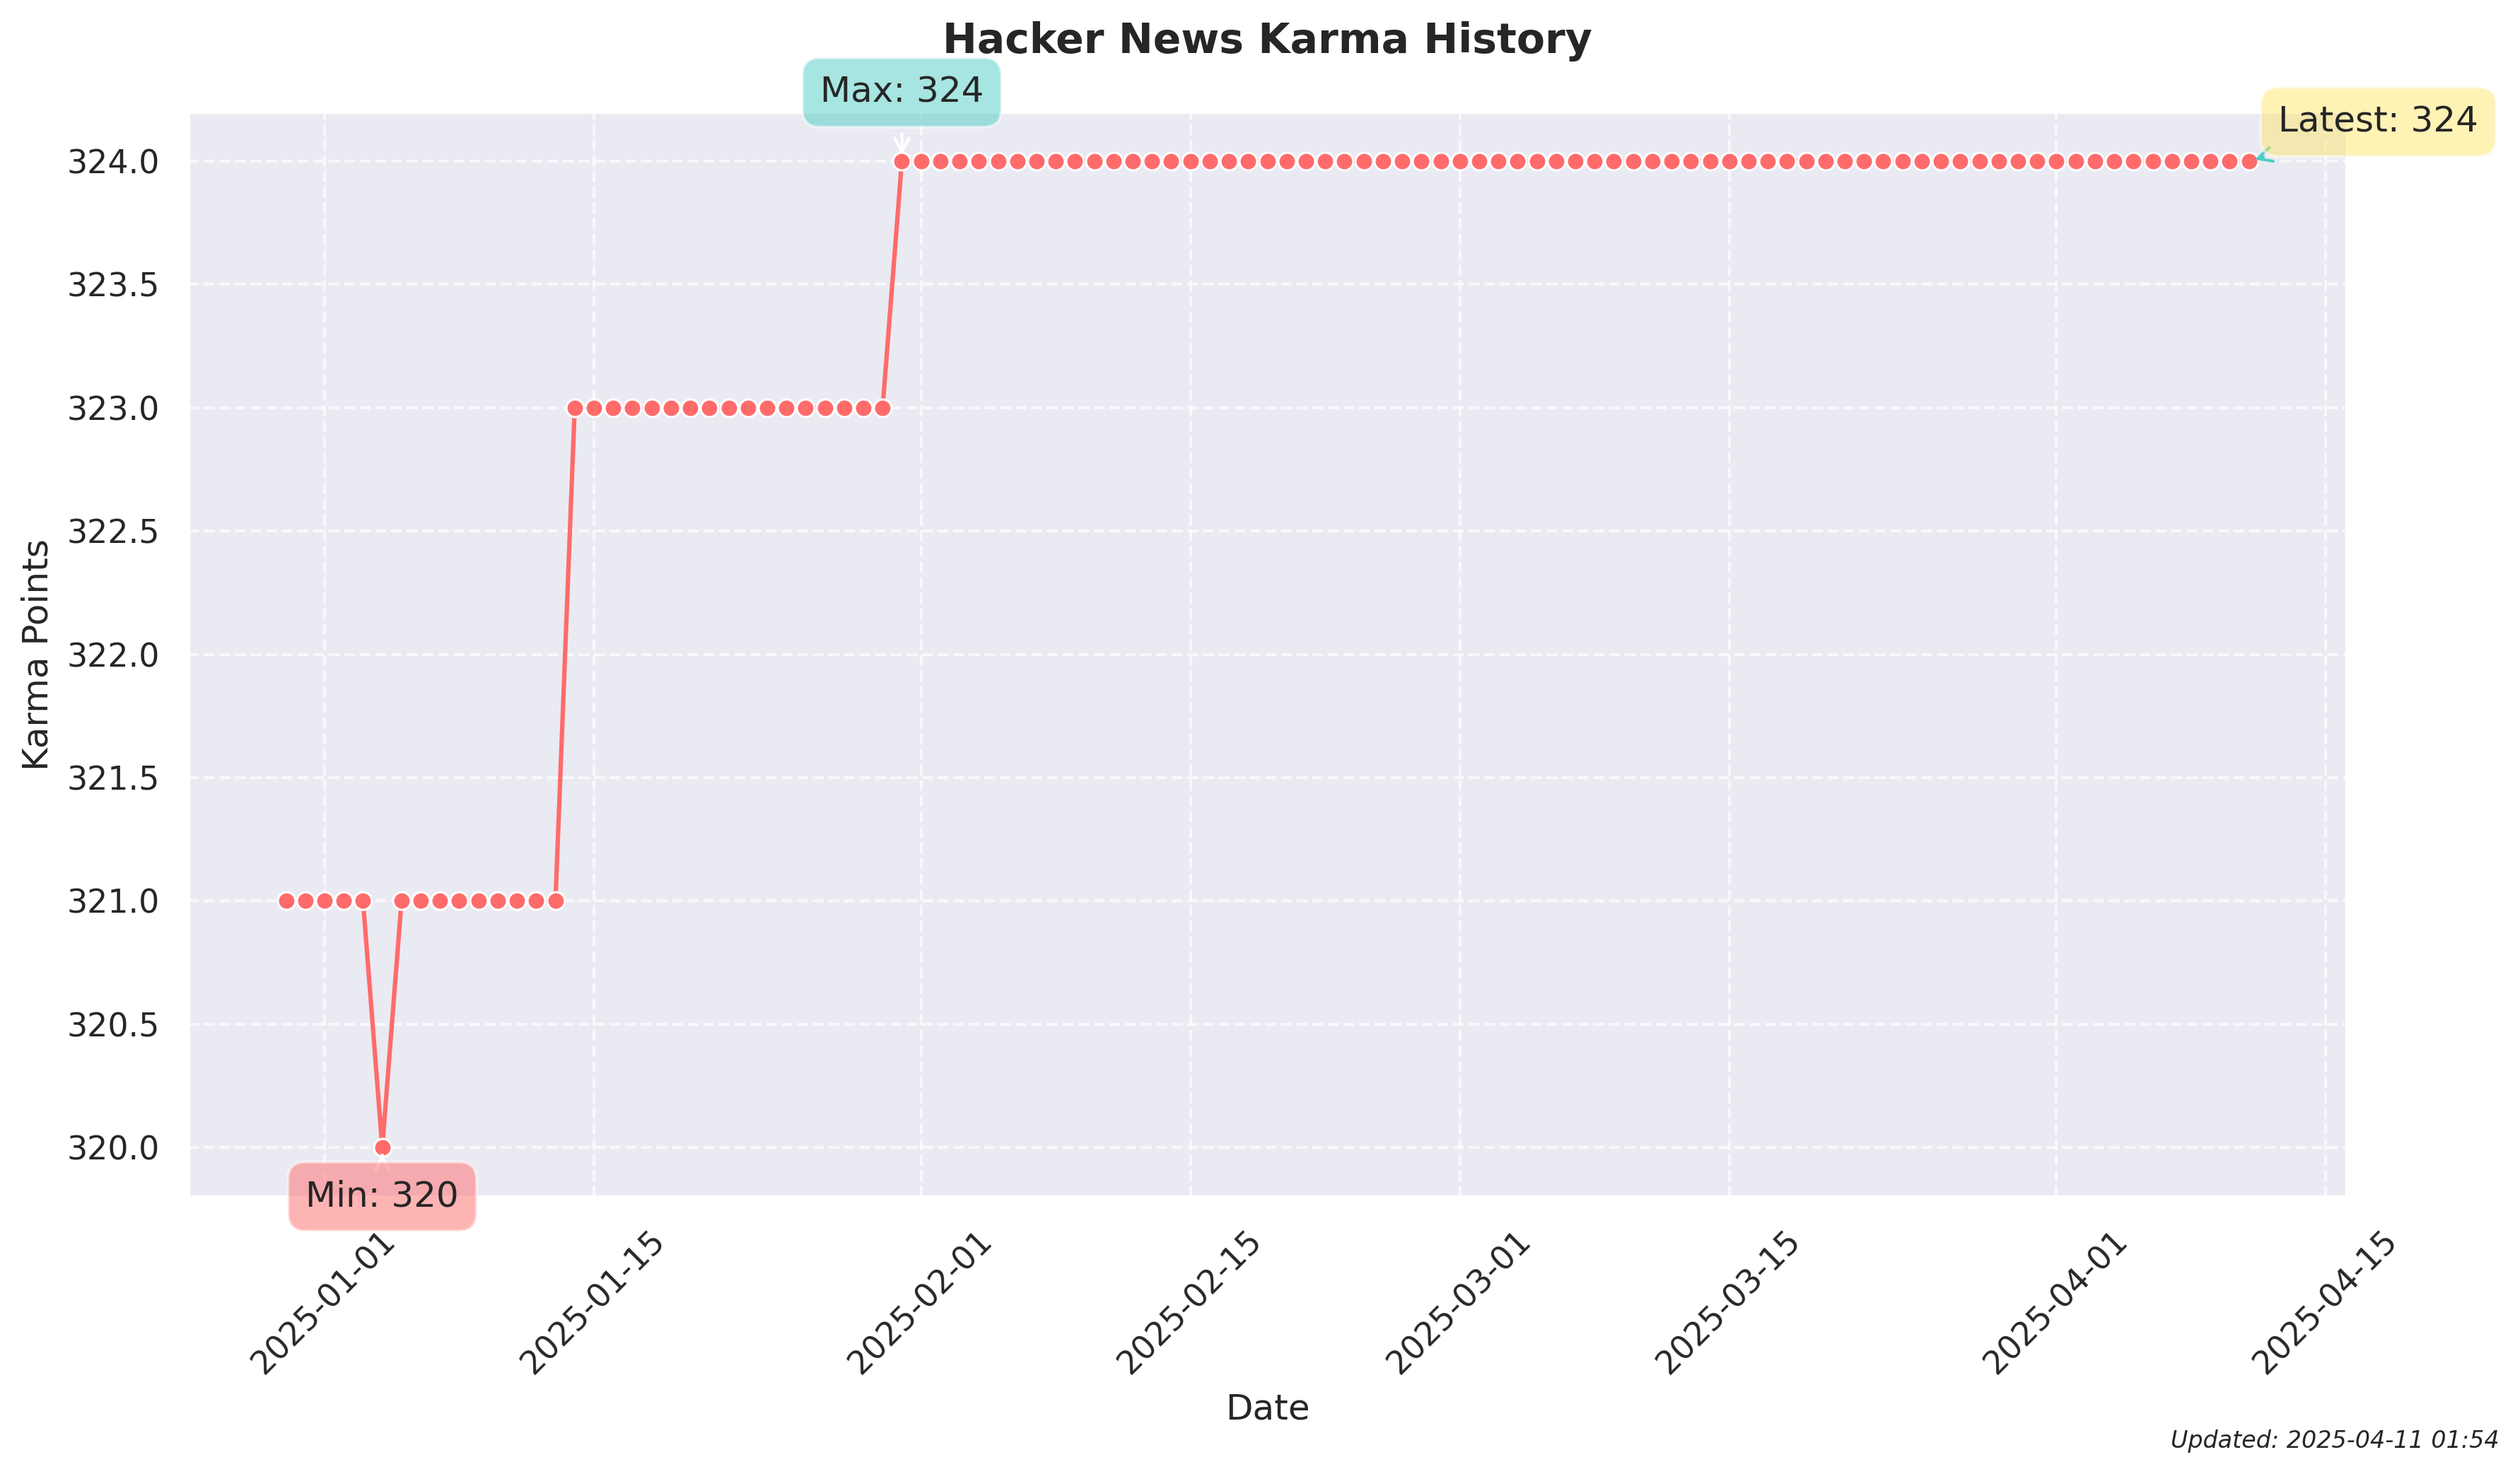 Hacker News Karma History
Max: 324
Latest: 324
324.0
323.5
323.0
322.5
322.0
321.5
321.0
320.5
320.0
Karma Points
Min: 320
2025-01-01
2025-01-15
2025-02-01
2025-02-15
2025-03-01
2025-03-15
2025-04-01
2025-04-15
Date
Updated: 2025-04-11 01:54